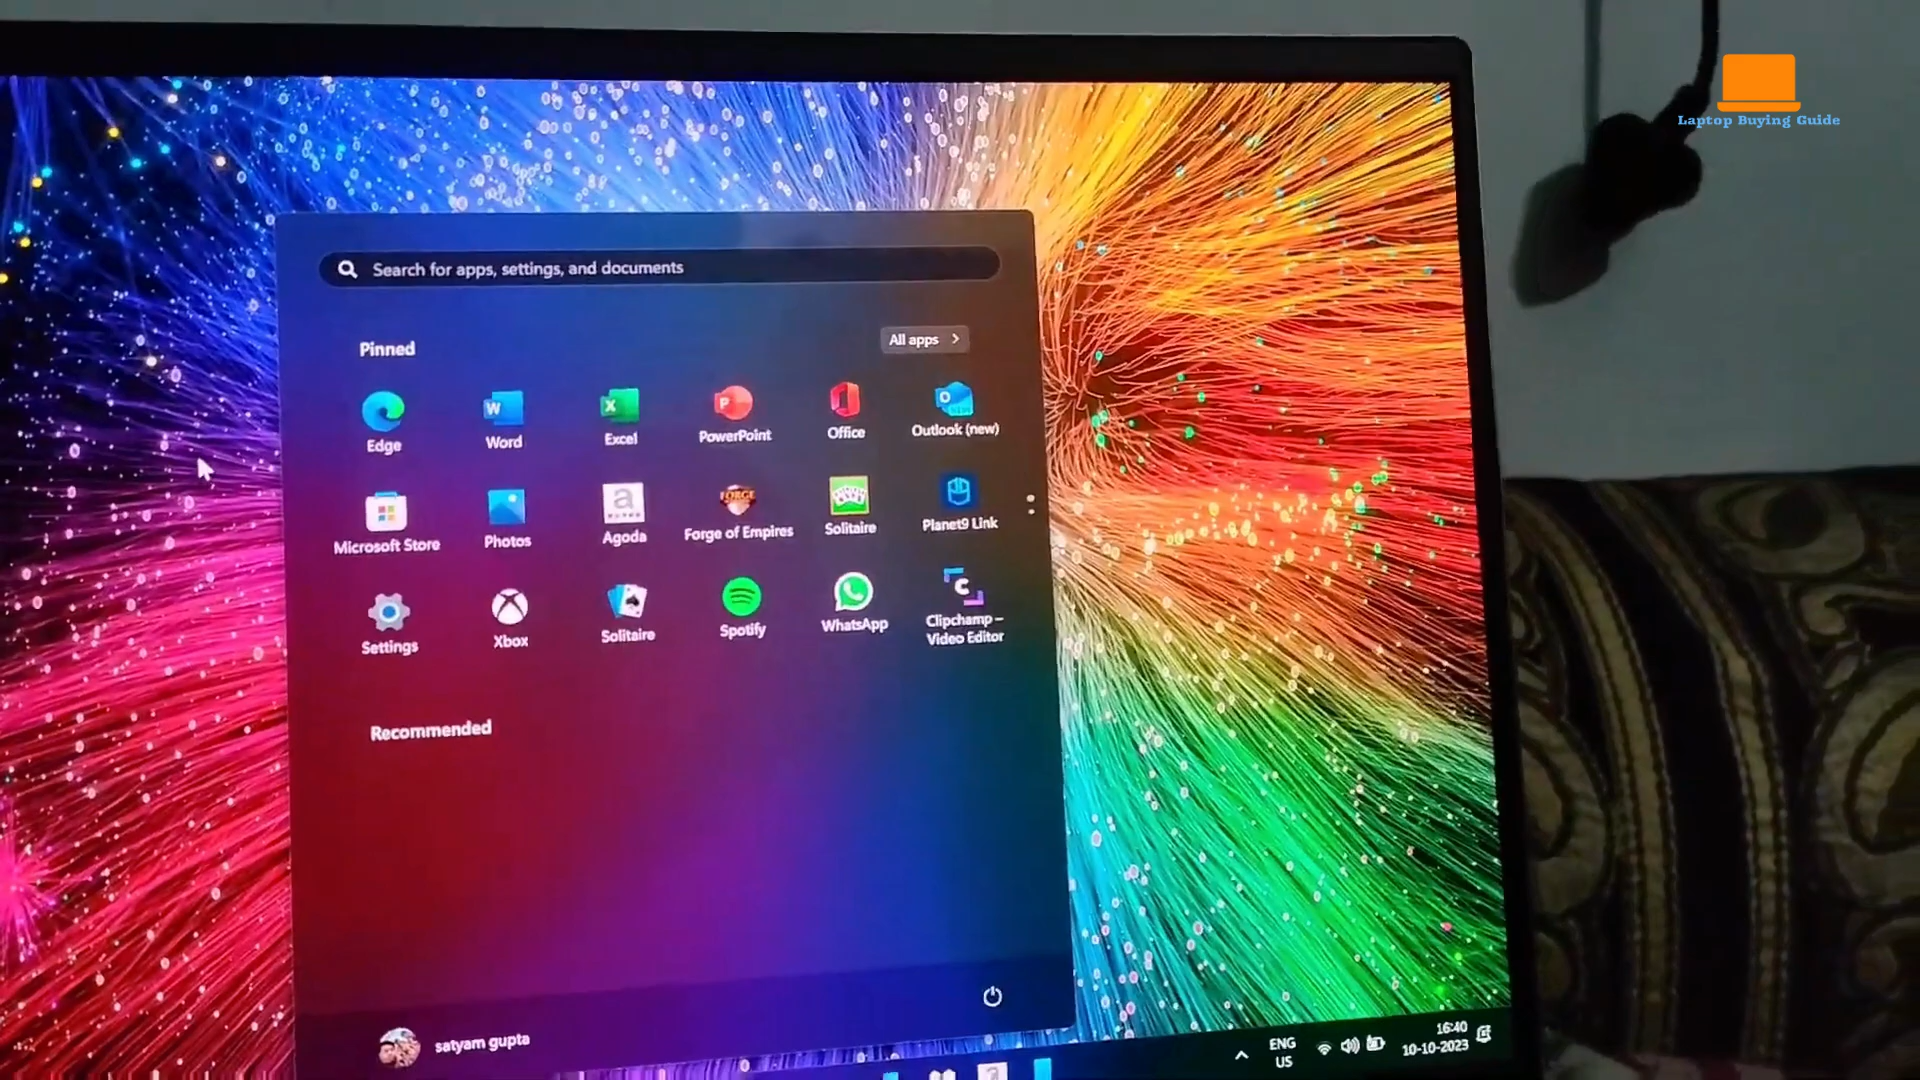 Laptop Buying Guide
Search for apps, settings, and documents
Pinned
All apps
Edge
Word
Excel
PowerPoint
Office
Outlook (new)
Microsoft Store
Photos
Agoda
Forge of Empires
Solitaire
Planet9 Link
Settings
Xbox
Solitaire
Spotify
WhatsApp
Clipchamp –
Video Editor
Recommended
satyam gupta
ENG
US
16:40
10-10-2023